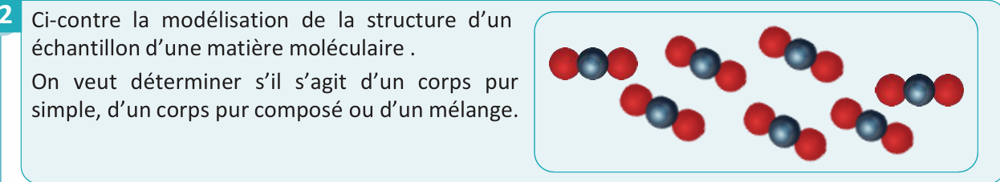 2
Ci-contre la modélisation de la structure d’un
échantillon d’une matière moléculaire .
On veut déterminer s’il s’agit d’un corps pur
simple, d’un corps pur composé ou d’un mélange.